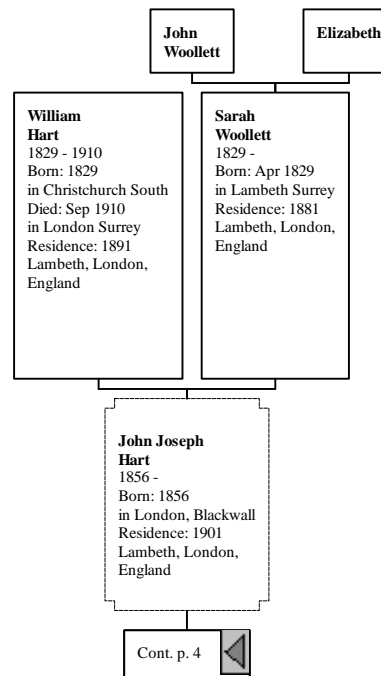 John
Woollett
Elizabeth
William
Hart
1829 - 1910
Born: 1829
in Christchurch South
Died: Sep 1910
in London Surrey
Residence: 1891
Lambeth, London,
England
Sarah
Woollett
1829 -
Born: Apr 1829
in Lambeth Surrey
Residence: 1881
Lambeth, London,
England
John Joseph
Hart
1856 -
Born: 1856
in London, Blackwall
Residence: 1901
Lambeth, London,
England
Cont. p. 4